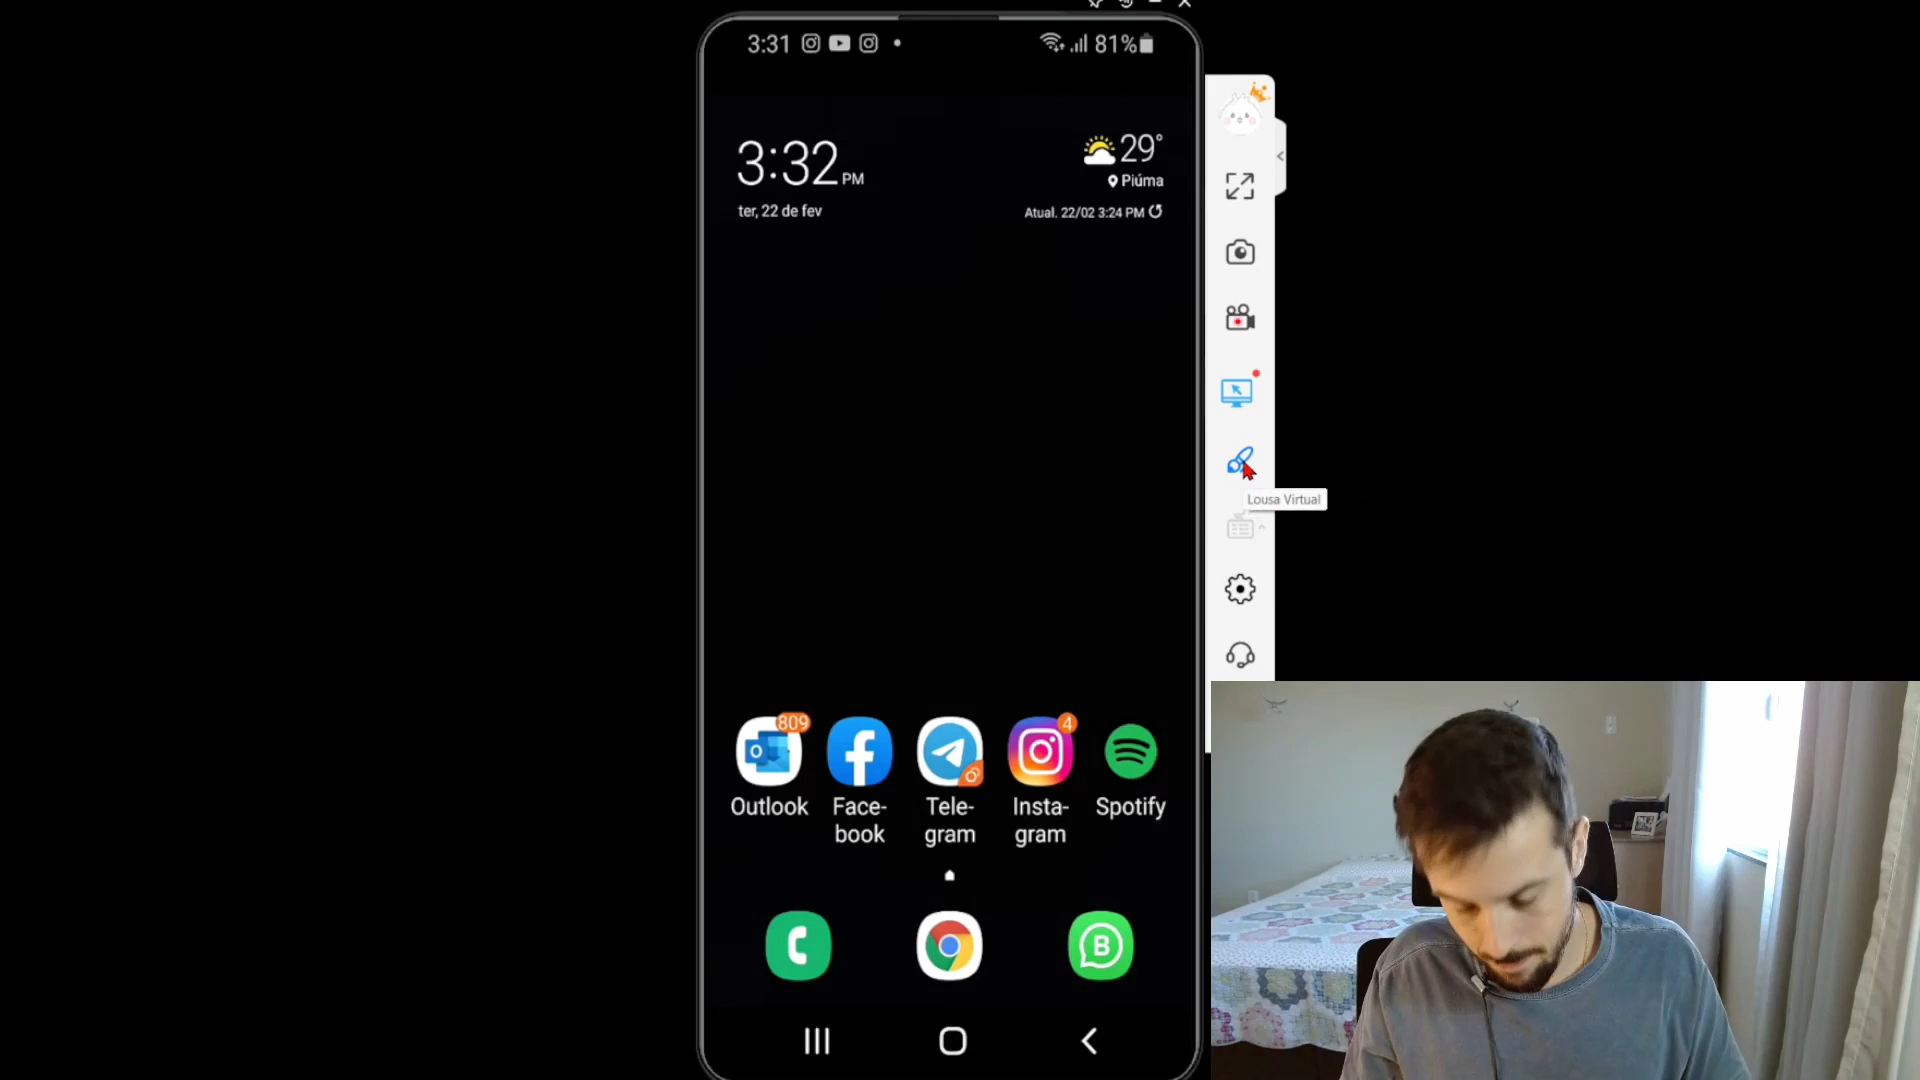 3:31
81%
3:32 PM
29°
Piúma
ter, 22 de fev
Atual. 22/02 3:24 PM
Lousa Virtual
809
4
Outlook
Face-
book
Tele-
gram
Insta-
gram
Spotify